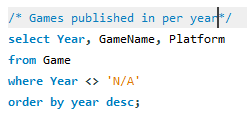 /* Games published in per year*/
select Year, GameName, Platform
from Game
where Year <> 'N/A'
order by year desc;